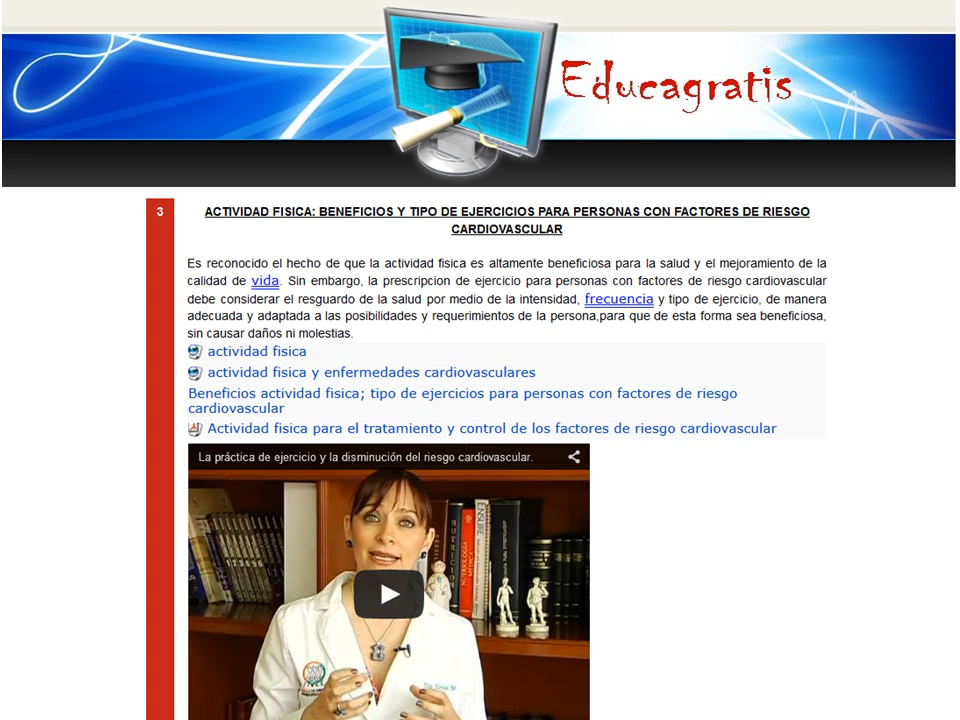 Educagratis
3
ACTIVIDAD FISICA: BENEFICIOS Y TIPO DE EJERCICIOS PARA PERSONAS CON FACTORES DE RIESGO
CARDIOVASCULAR
Es reconocido el hecho de que la actividad fisica es altamente beneficiosa para la salud y el mejoramiento de la
calidad de vida. Sin embargo, la prescripcion de ejercicio para personas con factores de riesgo cardiovascular
debe considerar el resguardo de la salud por medio de la intensidad, frecuencia y tipo de ejercicio, de manera
adecuada y adaptada a las posibilidades y requerimientos de la persona,para que de esta forma sea beneficiosa,
sin causar daños ni molestias.
actividad fisica
actividad fisica y enfermedades cardiovasculares
Beneficios actividad fisica; tipo de ejercicios para personas con factores de riesgo
cardiovascular
Actividad fisica para el tratamiento y control de los factores de riesgo cardiovascular
La práctica de ejercicio y la disminución del riesgo cardiovascular.
NUTRICION
NUTRIOLOGÍA
MÉDICA
ENSURE